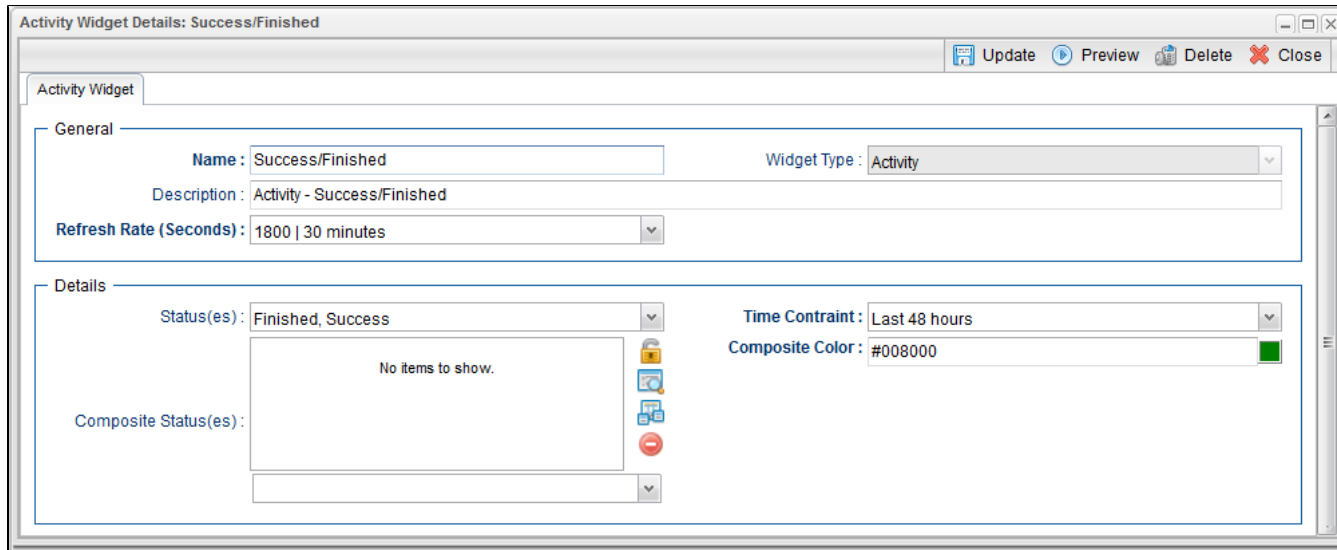 Activity Widget Details: Success/Finished
Update Preview Delete Close
Activity Widget
General
Name : Success/Finished Widget Type : Activity
Description : Activity - Success/Finished
Refresh Rate (Seconds) : 1800 | 30 minutes
Details
Status(es) : Finished, Success Time Contraint : Last 48 hours
Composite Color : #008000
No items to show.
Composite Status(es) :